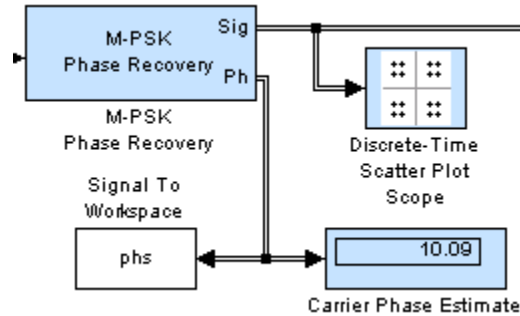 M-PSK
Phase Recovery
Sig
Ph
M-PSK
Phase Recovery
Discrete-Time
Scatter Plot
Scope
Signal To
Workspace
phs
10.09
Carrier Phase Estimate